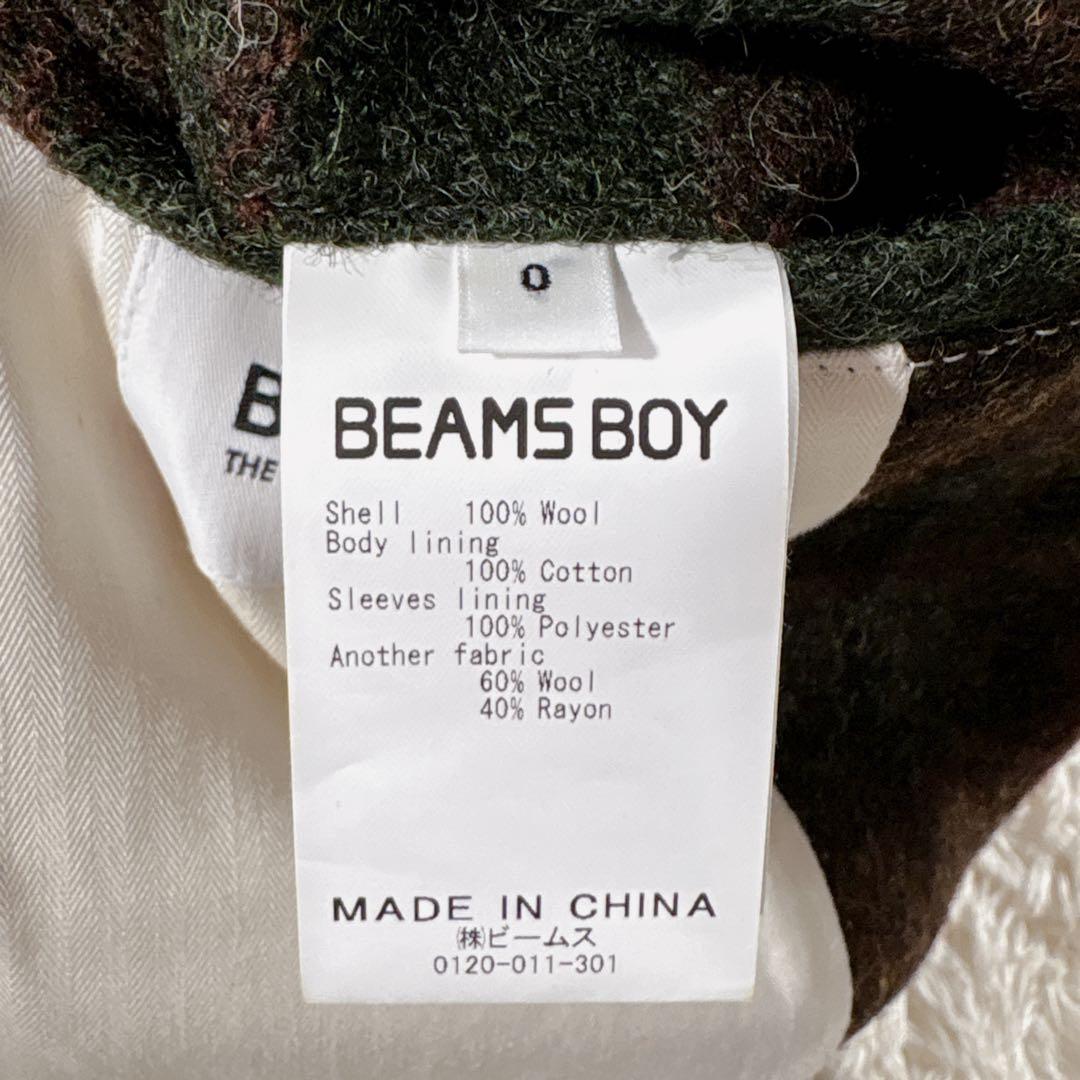 0
BEAMS BOY
Shell 100% Wool
Body lining
100% Cotton
Sleeves lining
100% Polyester
Another fabric
60% Wool
40% Rayon
MADE IN CHINA
㈱ビームス
0120-011-301
B
THE